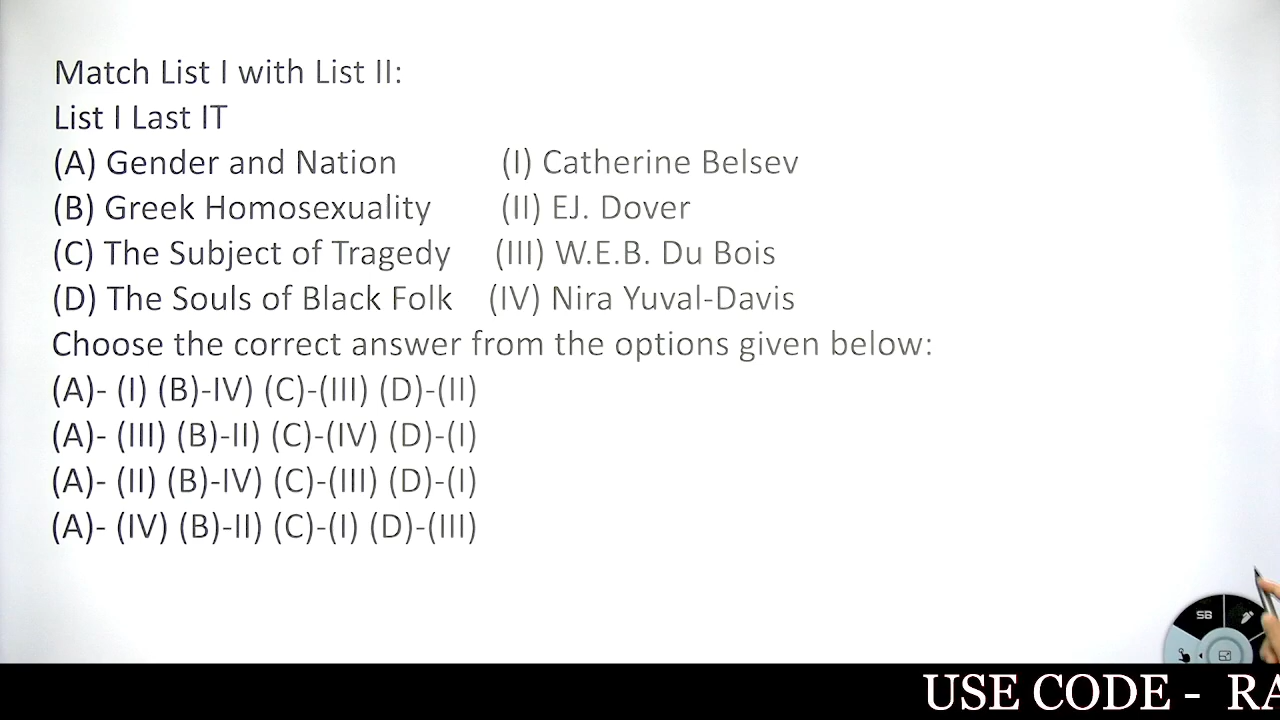 Match List I with List II:
List I Last IT
(A) Gender and Nation (I) Catherine Belsev
(B) Greek Homosexuality (II) EJ. Dover
(C) The Subject of Tragedy (III) W.E.B. Du Bois
(D) The Souls of Black Folk (IV) Nira Yuval-Davis
Choose the correct answer from the options given below:
(A)- (I) (B)-IV) (C)-(III) (D)-(II)
(A)- (III) (B)-II) (C)-(IV) (D)-(I)
(A)- (II) (B)-IV) (C)-(III) (D)-(I)
(A)- (IV) (B)-II) (C)-(I) (D)-(III)
SB
USE CODE - RA